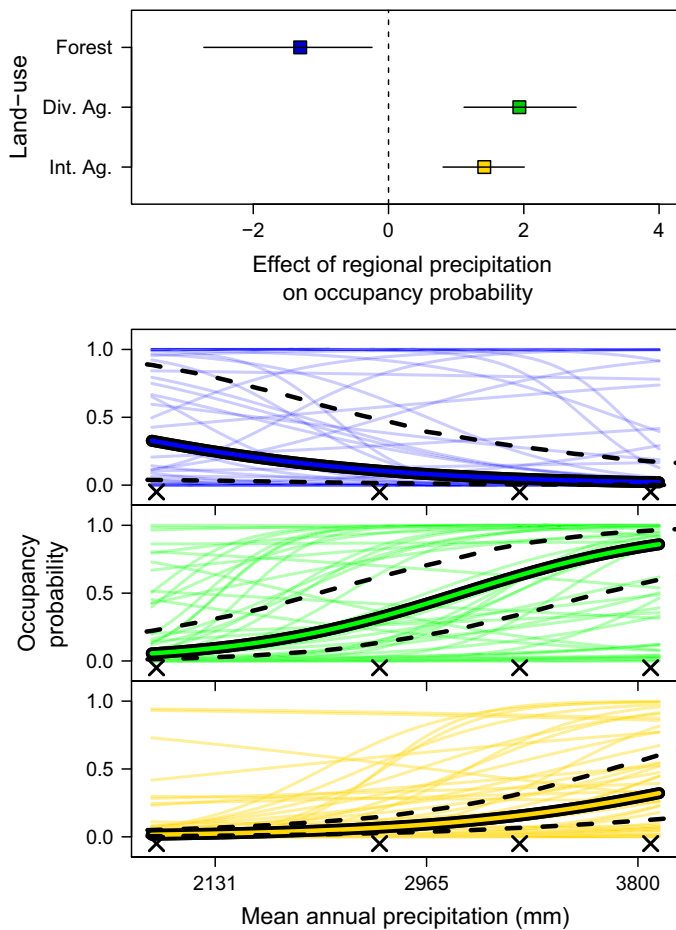 Land−use
Forest
Div. Ag.
Int. Ag.
−2 0 2 4
Effect of regional precipitation
on occupancy probability
Occupancy
probability
1.0
0.5
0.0
1.0
0.5
0.0
1.0
0.5
0.0
2131 2965 3800
Mean annual precipitation (mm)